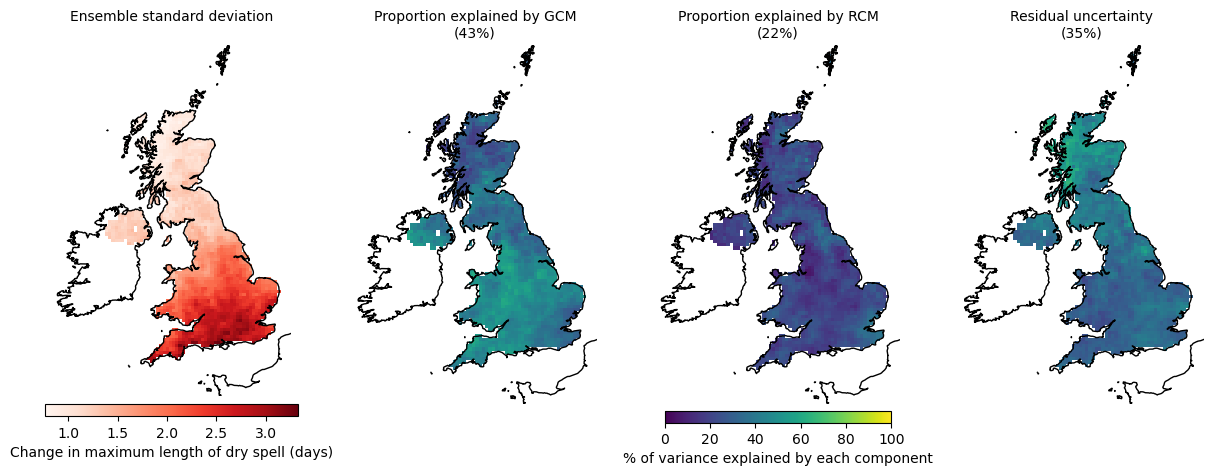 Ensemble standard deviation
Proportion explained by GCM
(43%)
Proportion explained by RCM
(22%)
Residual uncertainty
(35%)
1.0 1.5 2.0 2.5 3.0
Change in maximum length of dry spell (days)
0 20 40 60 80 100
% of variance explained by each component